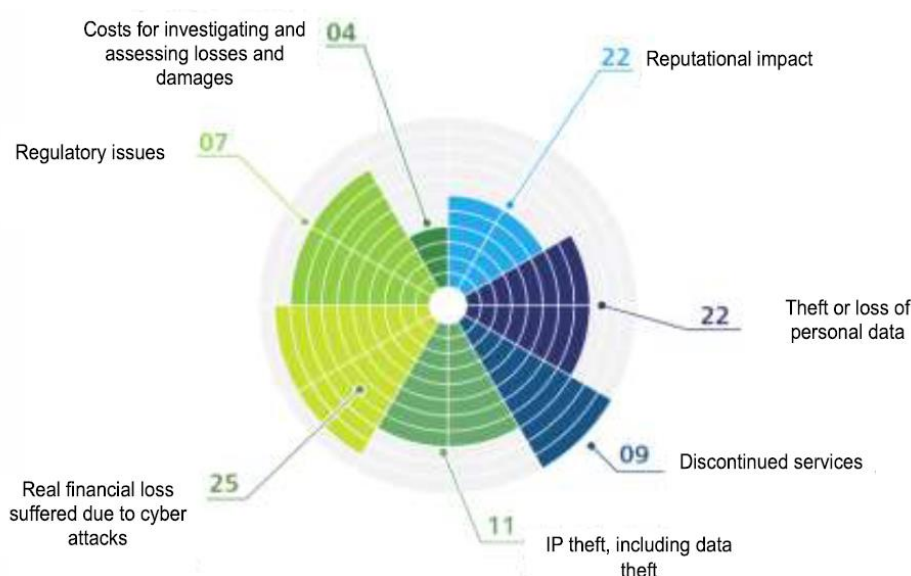 Costs for investigating and
assessing losses and
damages
04
22
Reputational impact
Regulatory issues
07
22
Theft or loss of
personal data
09
Discontinued services
Real financial loss
suffered due to cyber
attacks
25
11
IP theft, including data
theft